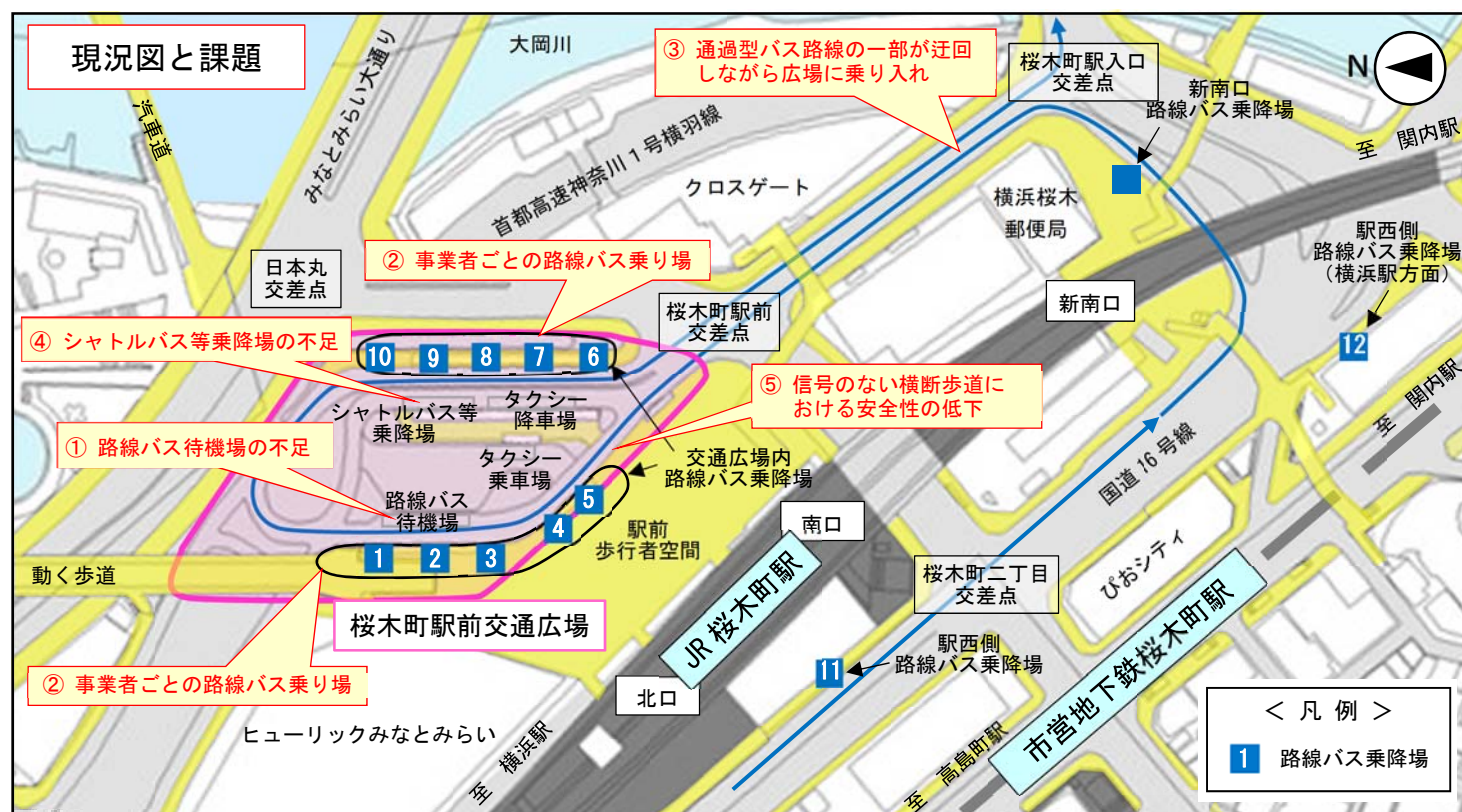 現況図と課題
汽車道
みなとみらい大通り
大岡川
首都高速神奈川1号横羽線
③ 通過型バス路線の一部が迂回
しながら広場に乗り入れ
桜木町駅入口
交差点
新南口
路線バス乗降場
N
至 関内駅
クロスゲート
横浜桜木
郵便局
駅西側
路線バス乗降場
(横浜駅方面)
12
日本丸
交差点
② 事業者ごとの路線バス乗り場
桜木町駅前
交差点
新南口
④ シャトルバス等乗降場の不足
10
9
8
7
6
シャトルバス等
乗降場
タクシー
降車場
⑤ 信号のない横断歩道に
おける安全性の低下
① 路線バス待機場の不足
タクシー
乗車場
交通広場内
路線バス乗降場
路線バス
待機場
1
2
3
4
5
駅前
歩行者空間
動く歩道
桜木町駅前交通広場
② 事業者ごとの路線バス乗り場
ヒューリックみなとみらい
至 横浜駅
北口
JR 桜木町駅
南口
国道16号線
至 関内駅
桜木町二丁目
交差点
ぴおシティ
11
駅西側
路線バス乗降場
至 高島町駅
市営地下鉄桜木町駅
< 凡 例 >
1 路線バス乗降場